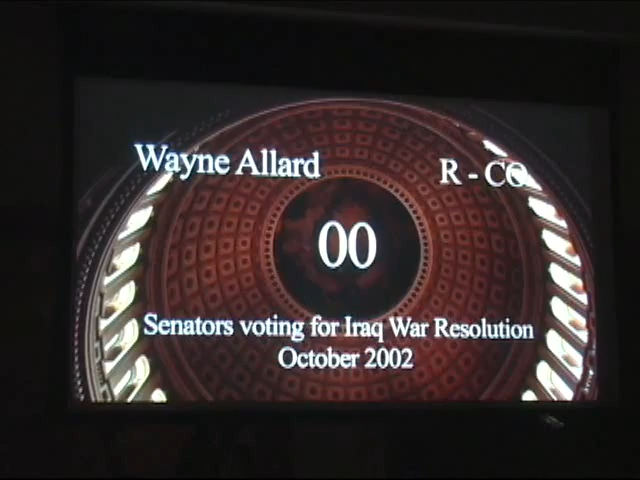 Wayne Allard R - CO
00
Senators voting for Iraq War Resolution
October 2002